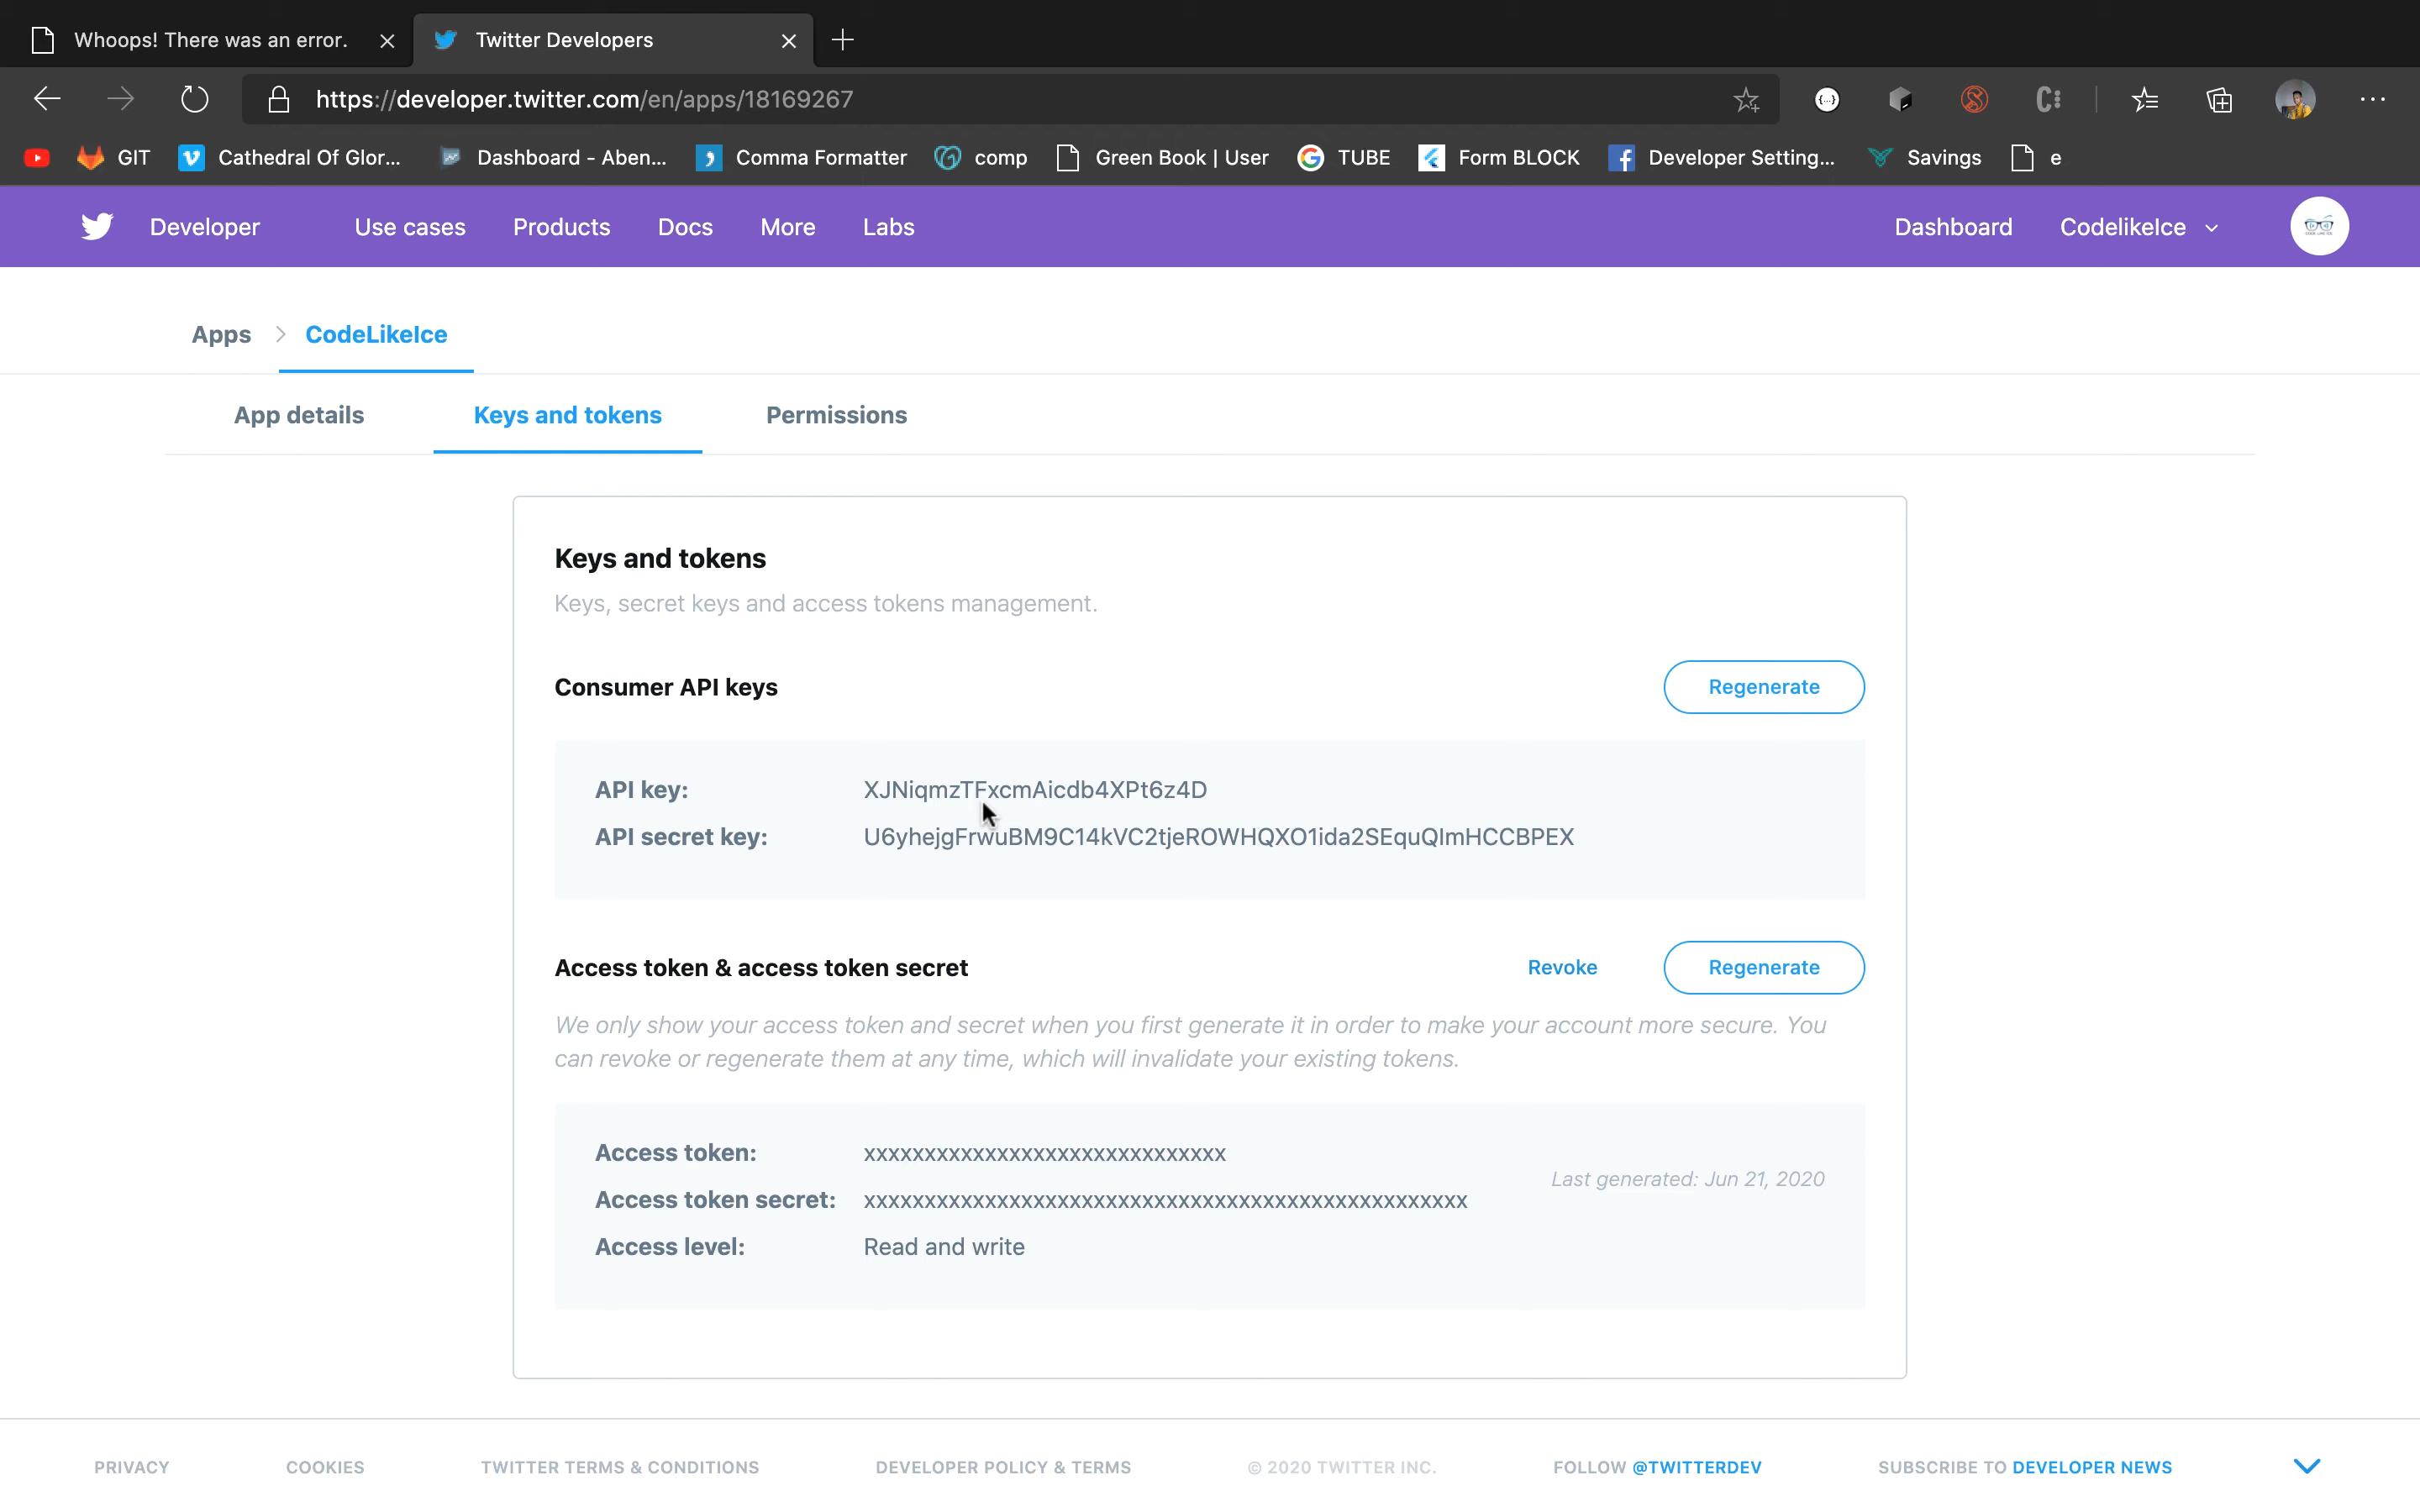 Whoops! There was an error.
Twitter Developers
https://developer.twitter.com/en/apps/18169267
GIT
Cathedral Of Glor...
Dashboard - Aben...
Comma Formatter
comp
Green Book | User
TUBE
Form BLOCK
Developer Setting...
Savings
e
Developer
Use cases
Products
Docs
More
Labs
Dashboard
CodelikeIce
Apps
CodeLikeIce
App details
Keys and tokens
Permissions
Keys and tokens
Keys, secret keys and access tokens management.
Consumer API keys
Regenerate
API key: XJNiqmzTFxcmAicdb4XPt6z4D
API secret key: U6yhejgFrwuBM9C14kVC2tjeROWHQXO1ida2SEquQImHCCBPEX
Access token & access token secret
Revoke
Regenerate
We only show your access token and secret when you first generate it in order to make your account more secure. You
can revoke or regenerate them at any time, which will invalidate your existing tokens.
Access token: xxxxxxxxxxxxxxxxxxxxxxxxxxxxxx
Last generated: Jun 21, 2020
Access token secret: xxxxxxxxxxxxxxxxxxxxxxxxxxxxxxxxxxxxxxxxxxxxxxxxxx
Access level: Read and write
PRIVACY
COOKIES
TWITTER TERMS & CONDITIONS
DEVELOPER POLICY & TERMS
© 2020 TWITTER INC.
FOLLOW @TWITTERDEV
SUBSCRIBE TO DEVELOPER NEWS